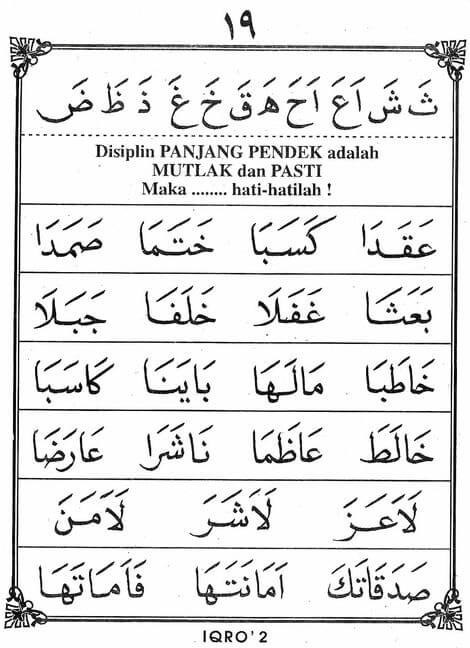 ١٩
ثَ شَ اَعَ اَحَ هَ قَ خَ غَ ذَ ظَ ضَ
Disiplin PANJANG PENDEK adalah
MUTLAK dan PASTI
Maka ........ hati-hatilah !
عَقَدَا كَسَبَا خَتَمَا صَمَدَا
بَعَثَا غَفَلَا خَلَفَا جَبَلَا
خَاطَبَا مَالَهَا بَايَنَا كَاسَبَا
خَالَطَ عَاظَمَا نَاشَرَا عَارَضَا
لَاعَزَ لَاشَرَ لَامَنَ
صَدَقَاتَكَ اَمَانَتَهَا فَامَاتَهَا
IQRO' 2